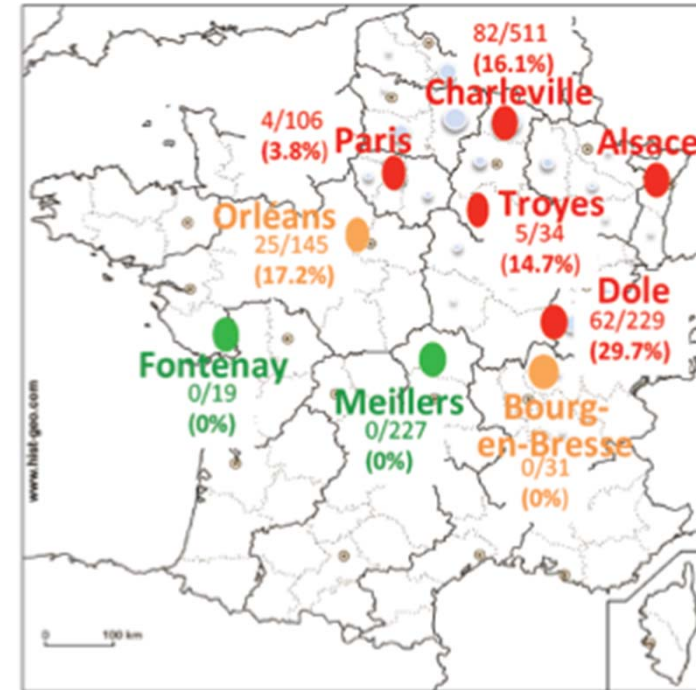 82/511
(16.1%)
Charleville
4/106
(3.8%)
Paris
Alsace
Orléans
25/145
(17.2%)
Troyes
5/34
(14.7%)
Dole
62/229
(29.7%)
Fontenay
0/19
(0%)
Meillers
0/227
(0%)
Bourg-
en-Bresse
0/31
(0%)
www.hist-geo.com
0 100 km